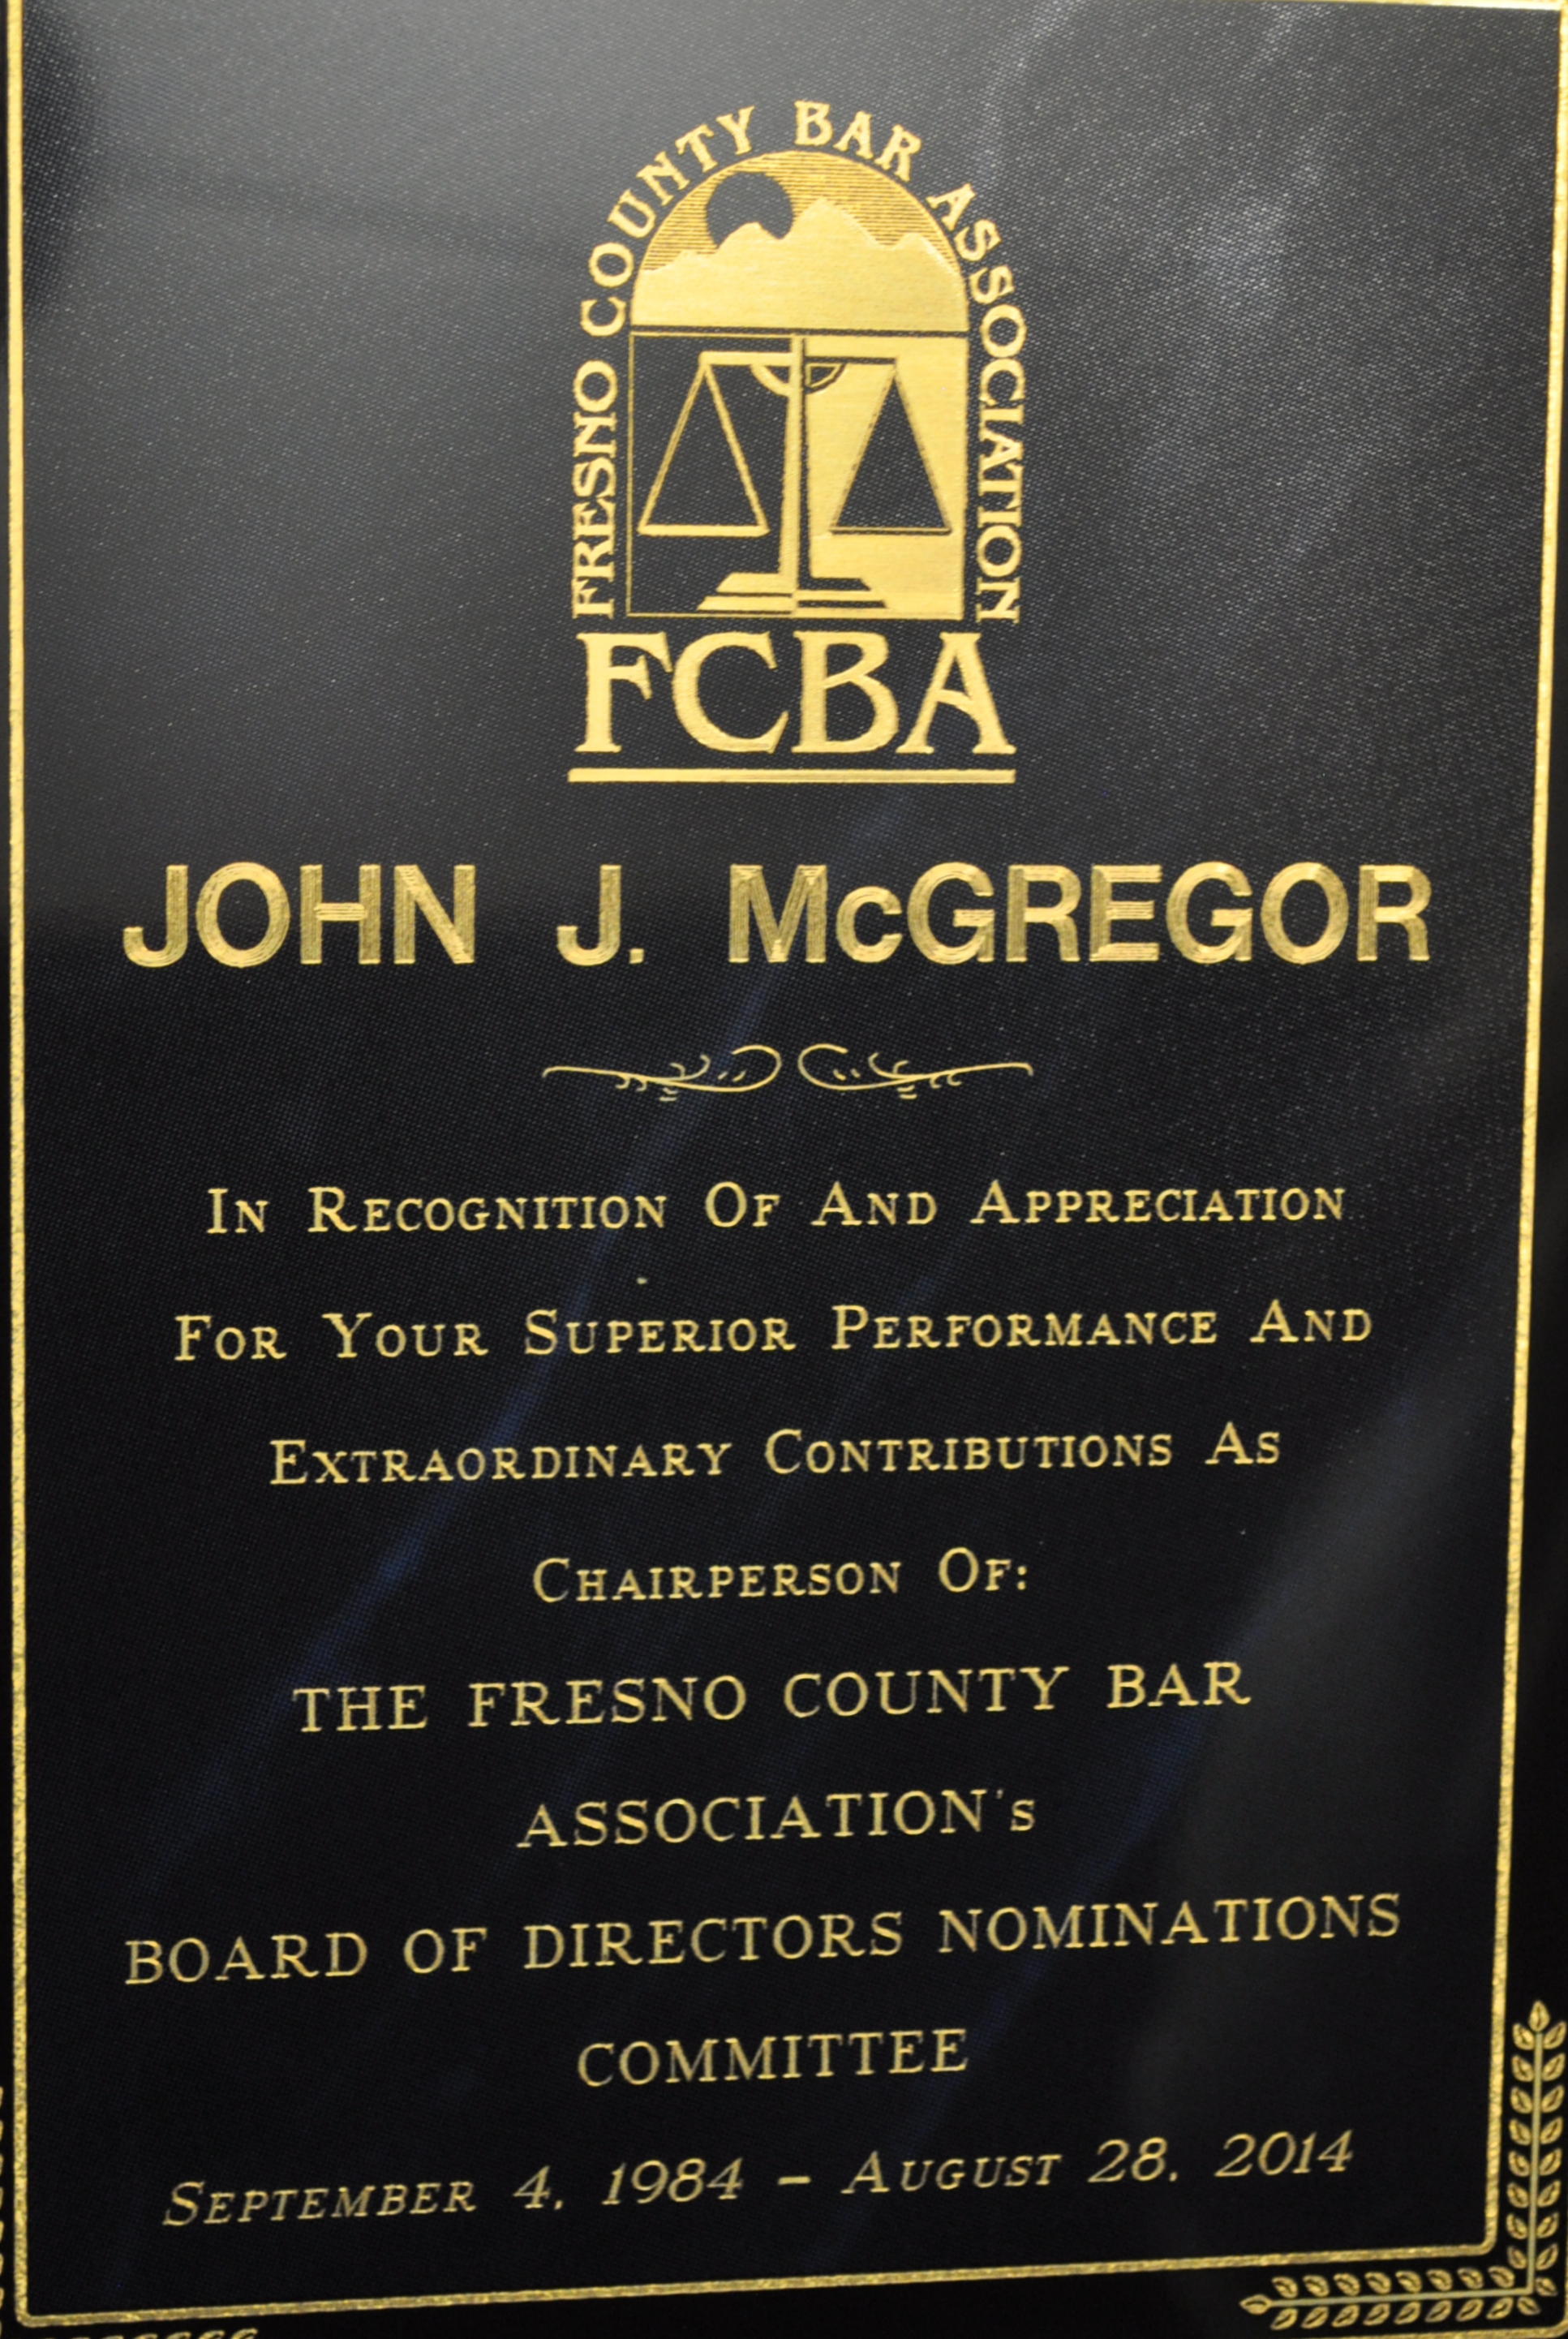 FRESNO COUNTY BAR ASSOCIATION
FCBA
JOHN J. McGREGOR
In Recognition Of And Appreciation
For Your Superior Performance And
Extraordinary Contributions As
Chairperson Of:
THE FRESNO COUNTY BAR
ASSOCIATION's
BOARD OF DIRECTORS NOMINATIONS
COMMITTEE
September 4, 1984 – August 28, 2014